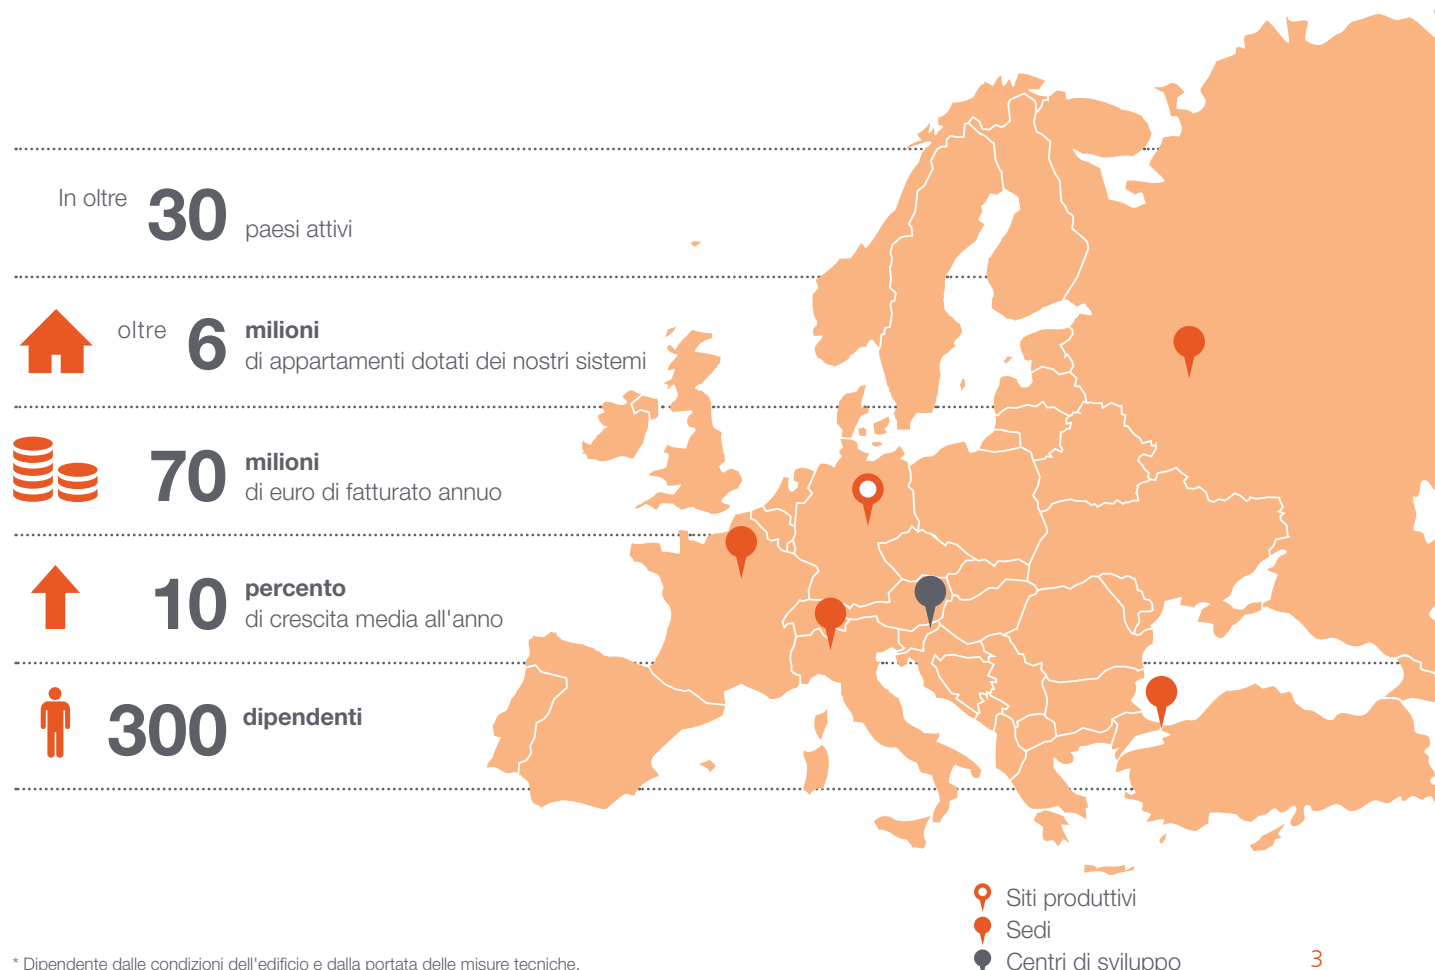 In oltre 30 paesi attivi
oltre 6 milioni
di appartamenti dotati dei nostri sistemi
70 milioni
di euro di fatturato annuo
10 percento
di crescita media all'anno
300 dipendenti
Siti produttivi
Sedi
Centri di sviluppo
* Dipendente dalle condizioni dell'edificio e dalla portata delle misure tecniche.
3